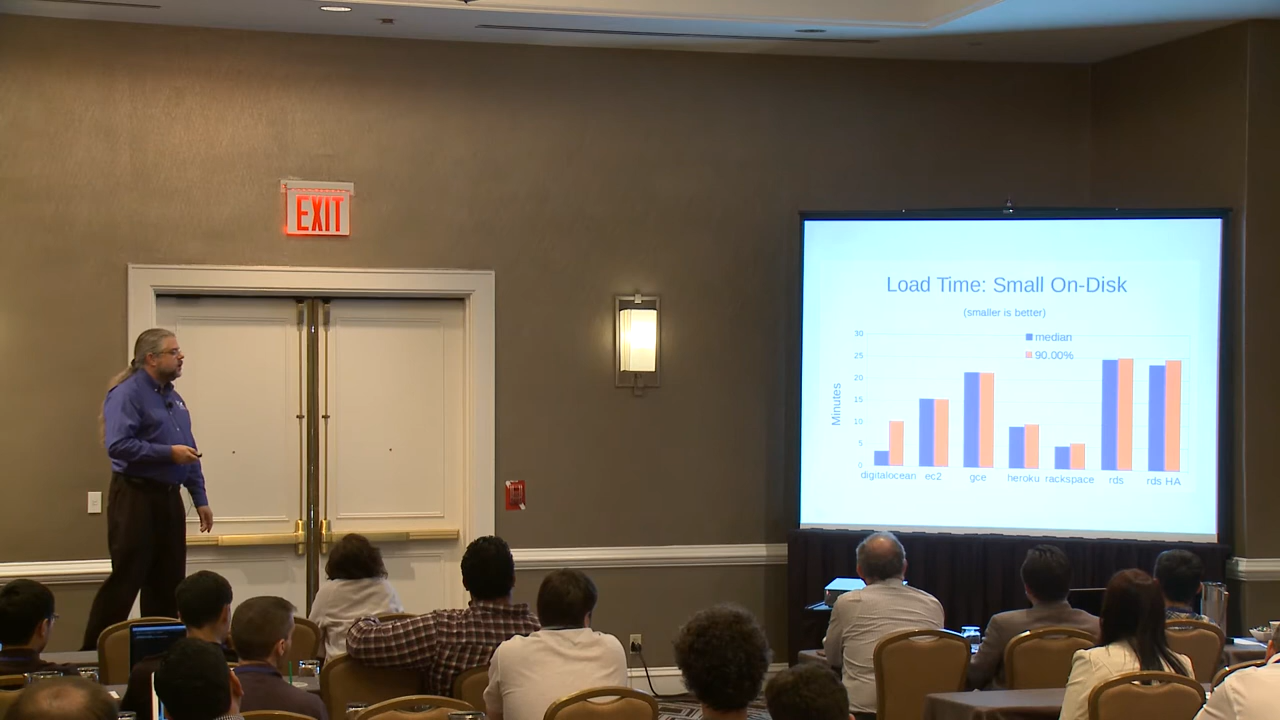 EXIT
Load Time: Small On-Disk
(smaller is better)
median
90.00%
Minutes
30
25
20
15
10
5
0
digitalocean ec2 gce heroku rackspace rds rds HA